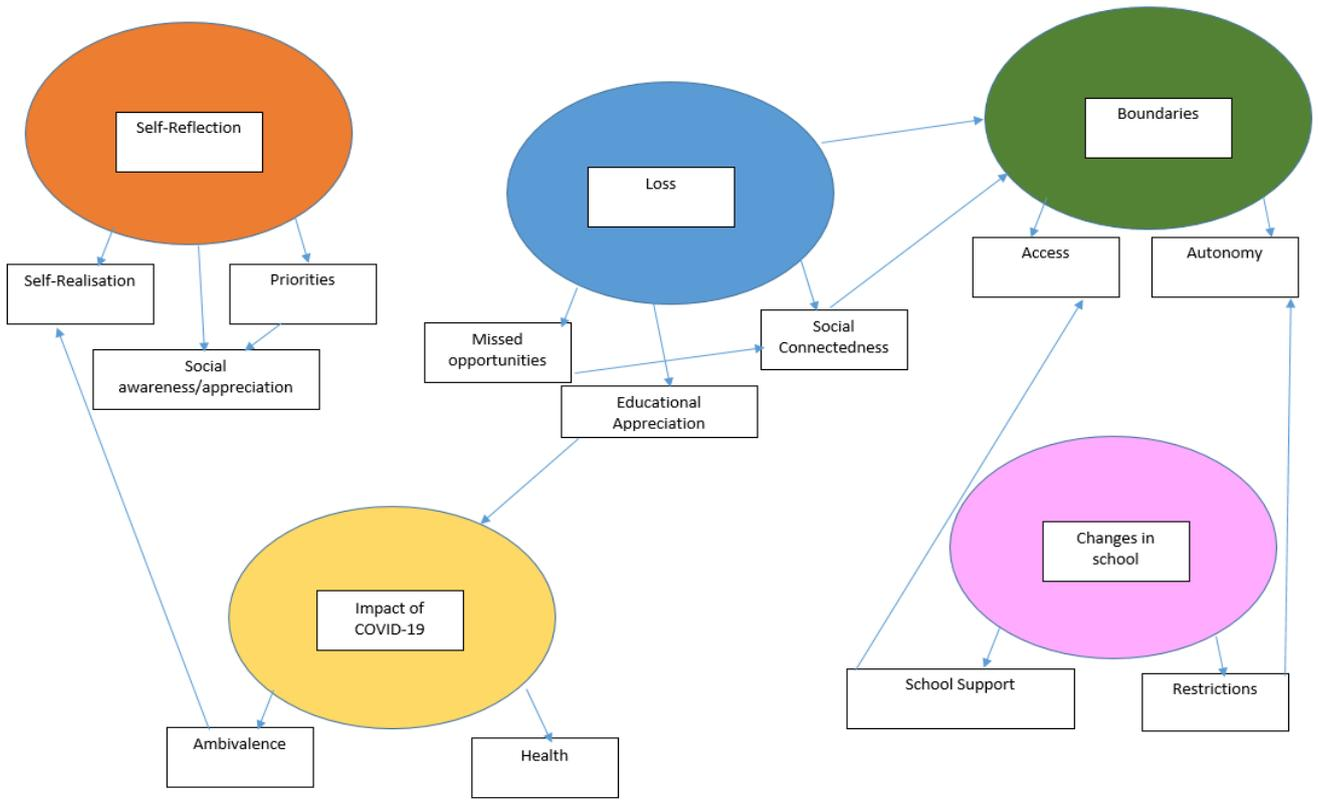 Self-Reflection
Self-Realisation
Priorities
Social
awareness/appreciation
Loss
Missed
opportunities
Social
Connectedness
Educational
Appreciation
Boundaries
Access
Autonomy
Impact of
COVID-19
Ambivalence
Health
Changes in
school
School Support
Restrictions